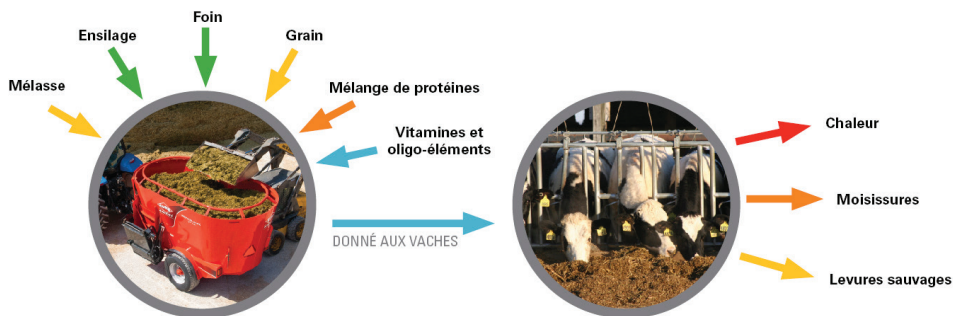 Foin
Ensilage
Grain
Mélasse
Mélange de protéines
Vitamines et
oligo-éléments
DONNÉ AUX VACHES
Chaleur
Moisissures
Levures sauvages